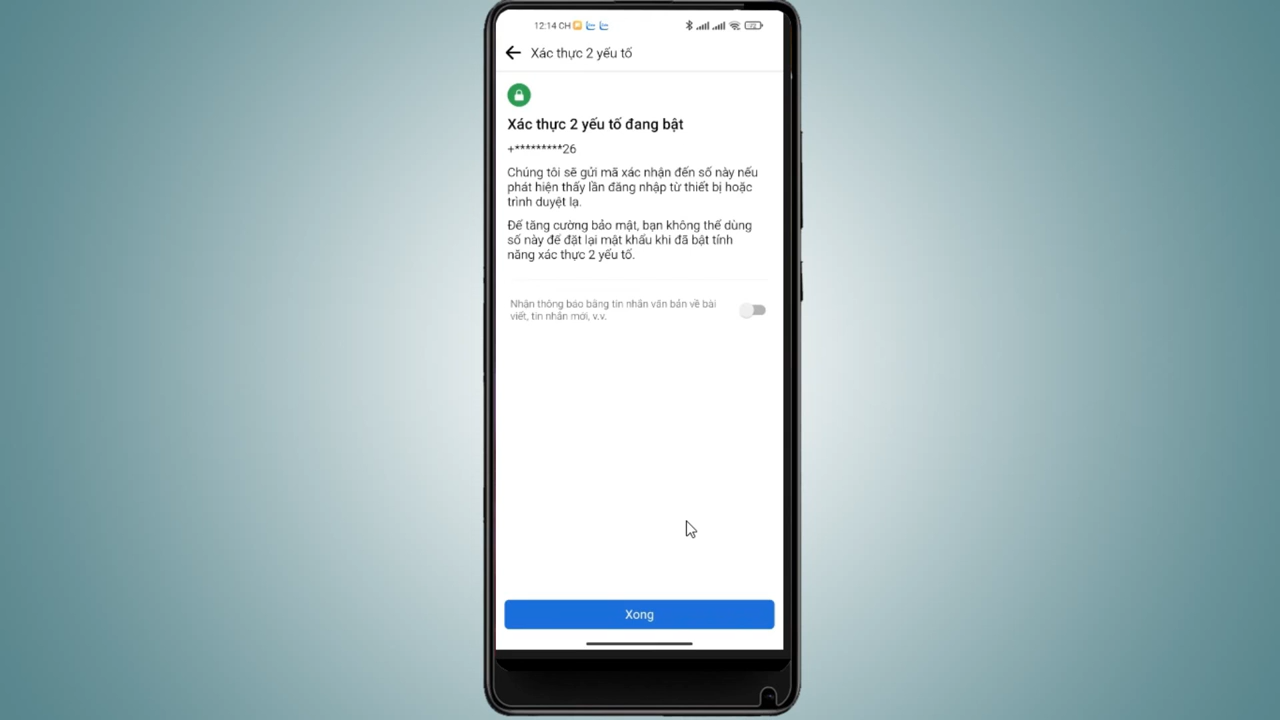 12:14 CH
Xác thực 2 yếu tố
Xác thực 2 yếu tố đang bật
+*********26
Chúng tôi sẽ gửi mã xác nhận đến số này nếu
phát hiện thấy lần đăng nhập từ thiết bị hoặc
trình duyệt lạ.
Để tăng cường bảo mật, bạn không thể dùng
số này để đặt lại mật khẩu khi đã bật tính
năng xác thực 2 yếu tố.
Nhận thông báo bằng tin nhắn văn bản về bài
viết, tin nhắn mới, v.v.
Xong